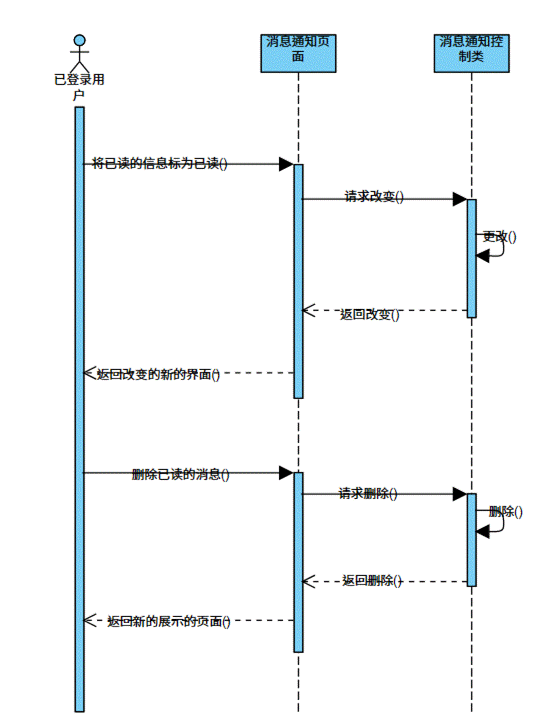 已登录用
户
消息通知页
面
消息通知控
制类
将已读的信息标为已读()
请求改变()
更改()
返回改变()
返回改变的新的界面()
删除已读的消息()
请求删除()
删除()
返回删除()
返回新的展示的页面()